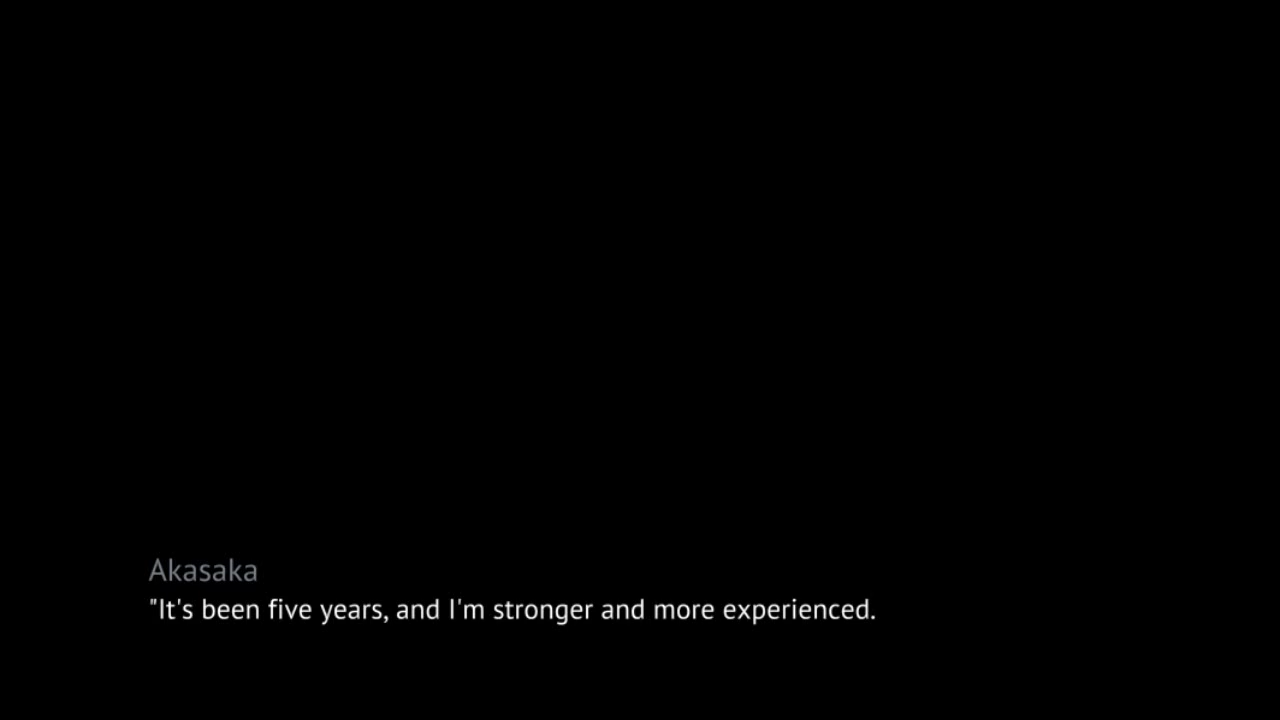 Akasaka
"It's been five years, and I'm stronger and more experienced.